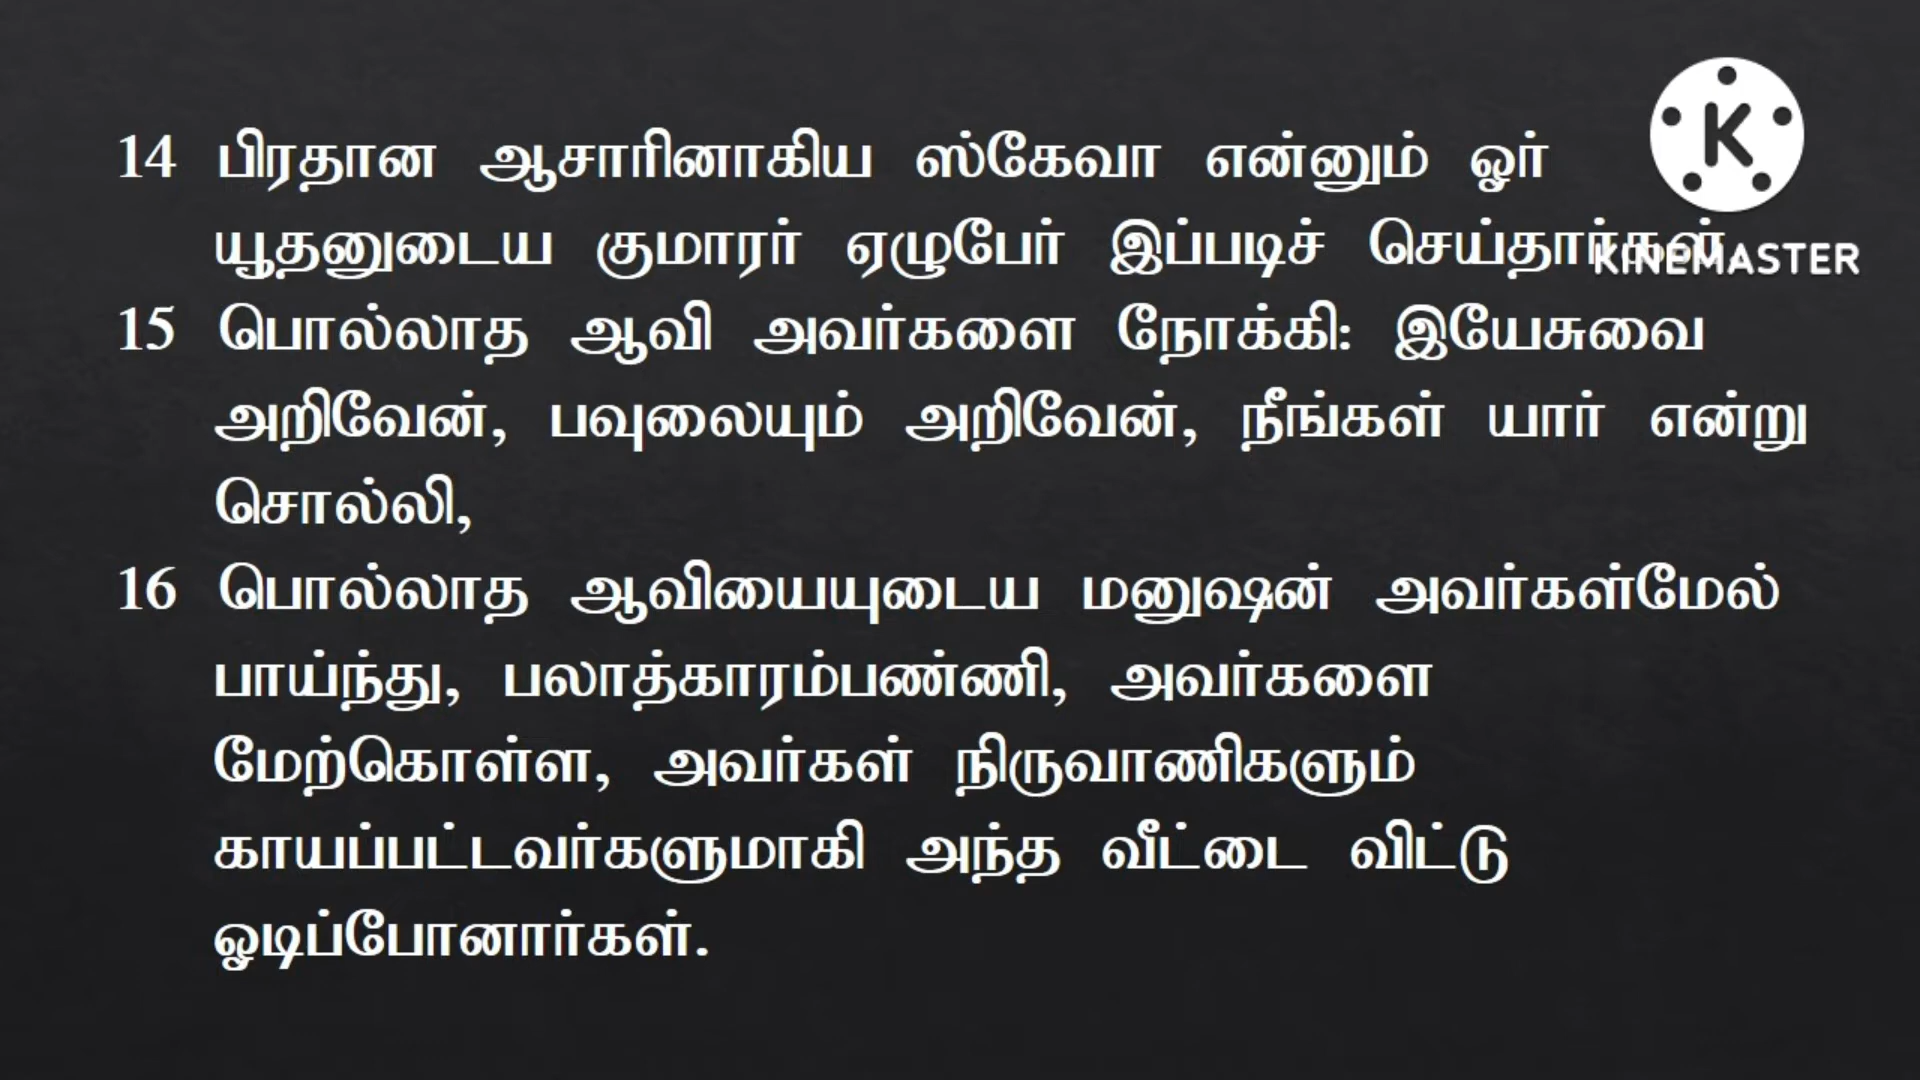 14 பிரதான ஆசாரினாகிய ஸ்கேவா என்னும் ஓர்
யூதனுடைய குமாரர் ஏழுபேர் இப்படிச் செய்தார்கள்.
15 பொல்லாத ஆவி அவர்களை நோக்கி: இயேசுவை
அறிவேன், பவுலையும் அறிவேன், நீங்கள் யார் என்று
சொல்லி,
16 பொல்லாத ஆவியையுடைய மனுஷன் அவர்கள்மேல்
பாய்ந்து, பலாத்காரம்பண்ணி, அவர்களை
மேற்கொள்ள, அவர்கள் நிருவாணிகளும்
காயப்பட்டவர்களுமாகி அந்த வீட்டை விட்டு
ஓடிப்போனார்கள்.
K
KINEMASTER